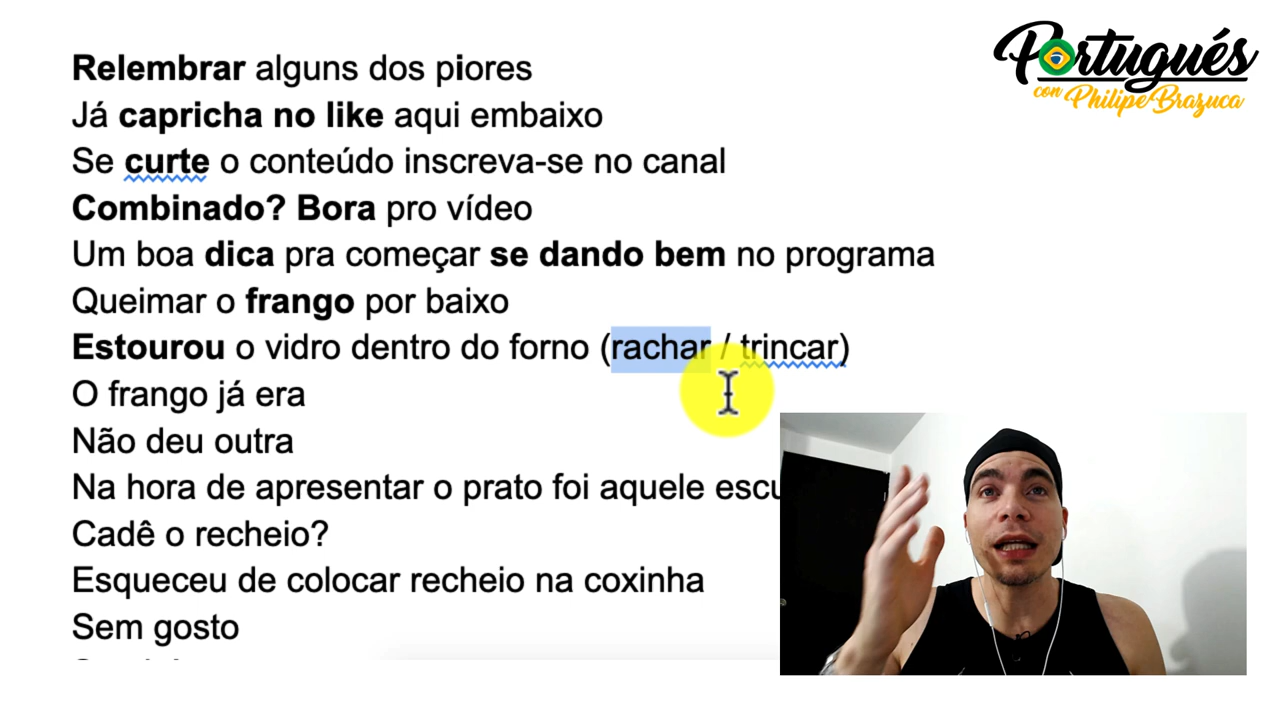 Portugués
con PhilipeBrazuca
Relembrar alguns dos piores
Já capricha no like aqui embaixo
Se curte o conteúdo inscreva-se no canal
Combinado? Bora pro vídeo
Um boa dica pra começar se dando bem no programa
Queimar o frango por baixo
Estourou o vidro dentro do forno (rachar / trincar)
O frango já era
Não deu outra
Na hora de apresentar o prato foi aquele
Cadê o recheio?
Esqueceu de colocar recheio na coxinha
Sem gosto